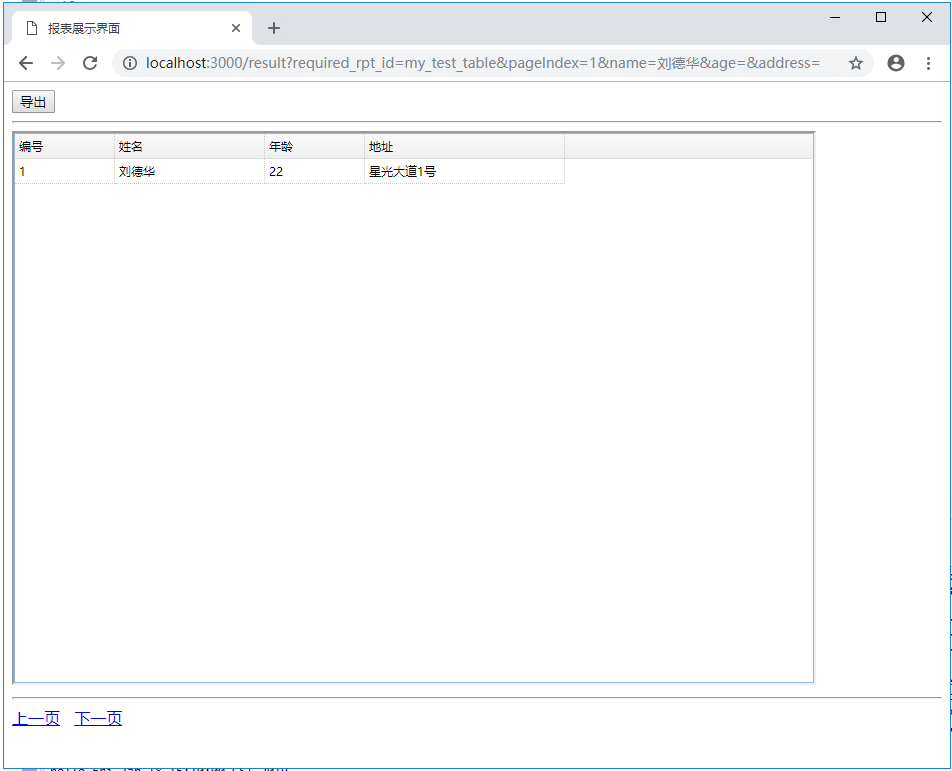 报表展示界面
localhost:3000/result?required_rpt_id=my_test_table&pageIndex=1&name=刘德华&age=&address=
导出
编号 姓名 年龄 地址
1 刘德华 22 星光大道1号
上一页 下一页